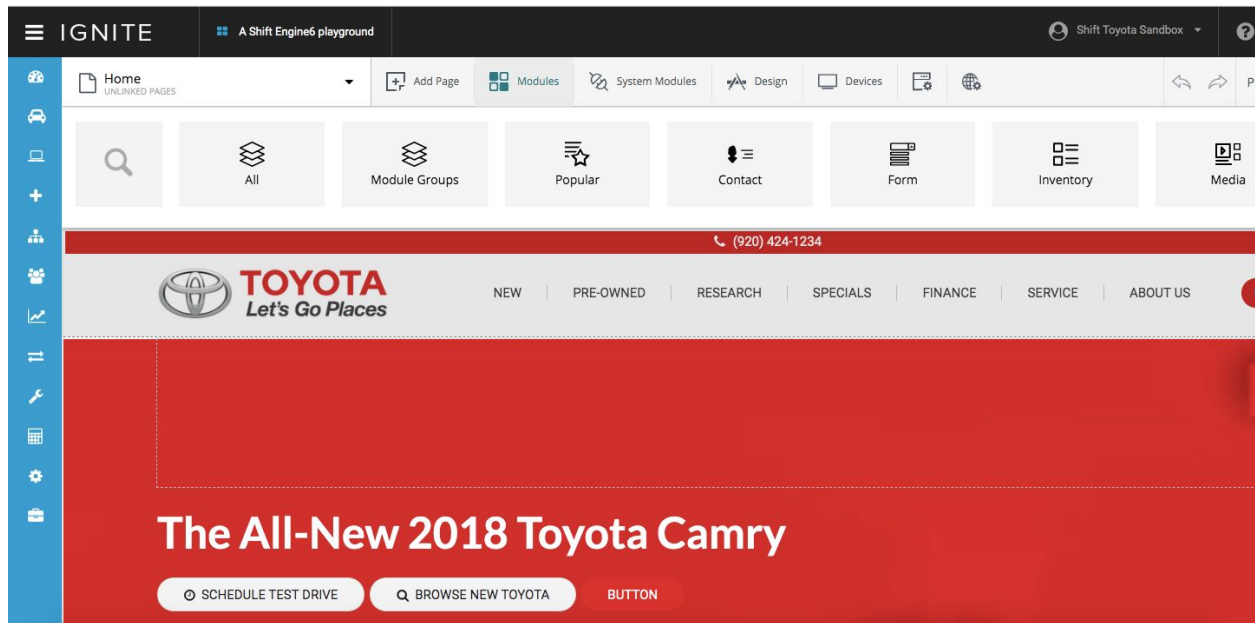 IGNITE
A Shift Engine6 playground
Shift Toyota Sandbox
?
Home
UNLINKED PAGES
Add Page
Modules
System Modules
Design
Devices
P
All
Module Groups
Popular
Contact
Form
Inventory
Media
(920) 424-1234
TOYOTA
Let's Go Places
NEW
PRE-OWNED
RESEARCH
SPECIALS
FINANCE
SERVICE
ABOUT US
The All-New 2018 Toyota Camry
SCHEDULE TEST DRIVE
BROWSE NEW TOYOTA
BUTTON